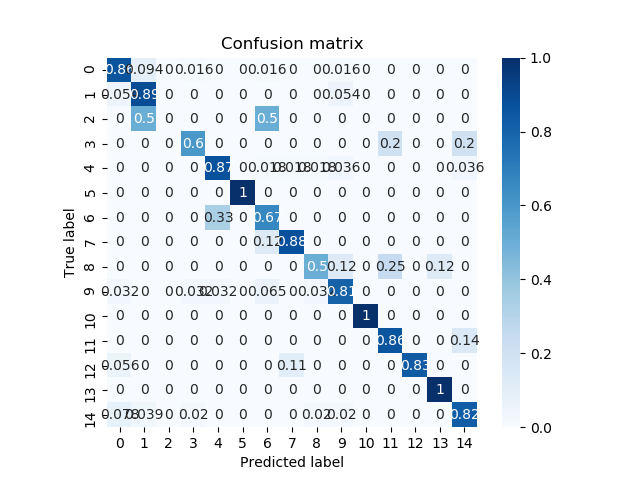 Confusion matrix
0 0.094 0 0.016 0 0 0.016 0 0 0.016 0 0 0 0 0 1.0
1 0.89 0 0 0 0 0 0 0 0.054 0 0 0 0 0
2 0 0.5 0 0 0 0 0.5 0 0 0 0 0 0 0 0
3 0 0 0 0.6 0 0 0 0 0 0 0 0.2 0 0 0.2 0.8
4 0 0 0 0 0.87 0 0.018 0.018 0.018 0.036 0 0 0 0 0.036
5 0 0 0 0 0 1 0 0 0 0 0 0 0 0 0
6 0 0 0 0 0.33 0 0.67 0 0 0 0 0 0 0 0 0.6
7 0 0 0 0 0 0 0.12 0.88 0 0 0 0 0 0 0
8 0 0 0 0 0 0 0 0 0.5 0.12 0 0.25 0 0.12 0 0.4
9 0.032 0 0 0.032 0.032 0 0.065 0 0.81 0 0 0 0 0
10 0 0 0 0 0 0 0 0 0 0 1 0 0 0 0
11 0 0 0 0 0 0 0 0 0 0 0 0.86 0 0 0.14 0.2
12 0.056 0 0 0 0 0 0 0.11 0 0 0 0 0.83 0 0
13 0 0 0 0 0 0 0 0 0 0 0 0 0 1 0
14 0.078 0.039 0 0.02 0 0 0 0 0.02 0.02 0 0 0 0 0.82 0.0
True label
0 1 2 3 4 5 6 7 8 9 10 11 12 13 14
Predicted label